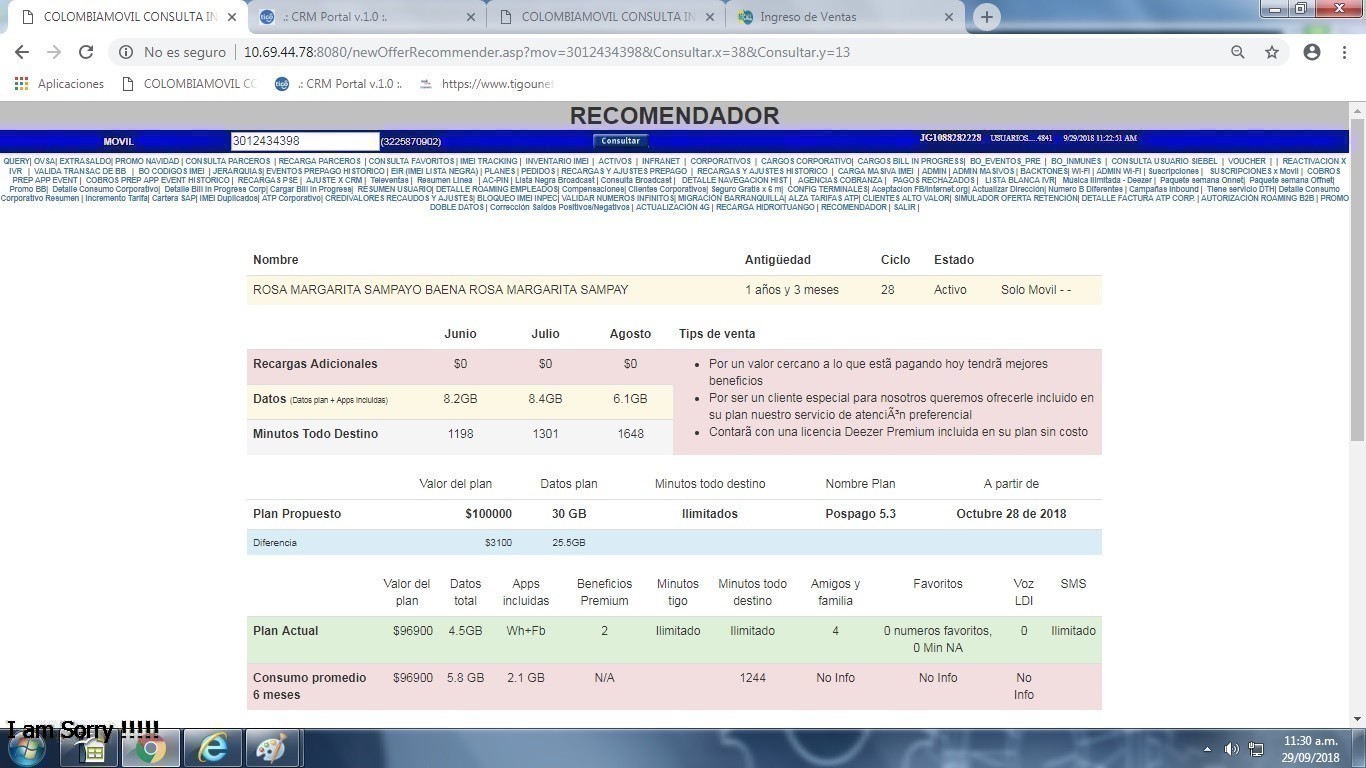 COLOMBIAMOVIL CONSULTA IN
.: CRM Portal v.1.0 :.
COLOMBIAMOVIL CONSULTA IN
Ingreso de Ventas
No es seguro
10.69.44.78:8080/newOfferRecommender.asp?mov=3012434398&Consultar.x=38&Consultar.y=13
Aplicaciones
COLOMBIAMOVIL CO
tigo
.: CRM Portal v.1.0 :.
https://www.tigounet
RECOMENDADOR
MOVIL
3012434398
(3225870902)
Consultar
JG1088282228 USUARIOS....4841 9/29/2018 11:22:51 AM
QUERY| OVSA| EXTRASALDO| PROMO NAVIDAD | CONSULTA PARCEROS | RECARGA PARCEROS | CONSULTA FAVORITOS | IMEI TRACKING | INVENTARIO IMEI | ACTIVOS | INFRANET | CORPORATIVOS | CARGOS CORPORATIVO| CARGOS BILL IN PROGRESS| BO_EVENTOS_PRE | BO_INMUNES | CONSULTA USUARIO SIEBEL | VOUCHER | | REACTIVACION X
IVR | VALIDA TRANSAC DE BB | BO CODIGOS IMEI | JERARQUIAS| EVENTOS PREPAGO HISTORICO | EIR (IMEI LISTA NEGRA) | PLANES | PEDIDOS | RECARGAS Y AJUSTES PREPAGO | RECARGAS Y AJUSTES HISTORICO | CARGA MASIVA IMEI | ADMIN | ADMIN MASIVOS | BACKTONES| WI-FI | ADMIN WI-FI | Suscripciones | SUSCRIPCIONES x Movil | COBROS
PREP APP EVENT | COBROS PREP APP EVENT HISTORICO | RECARGAS PSE | AJUSTE X CRM | Televentas | Resumen Linea | AC-PIN | Lista Negra Broadcast | Consulta Broadcast | DETALLE NAVEGACION HIST | AGENCIAS COBRANZA | PAGOS RECHAZADOS | LISTA BLANCA IVR| Música Ilimitada - Deezer | Paquete semana Onnet| Paquete semana Offnet|
Promo BB| Detalle Consumo Corporativo| Detalle Bill in Progress Corp| Cargar Bill in Progress| RESUMEN USUARIO| DETALLE ROAMING EMPLEADOS| Compensaciones| Clientes Corporativos| Seguro Gratis x 6 m| CONFIG TERMINALES| Aceptacion FB/Internet.org| Actualizar Dirección| Numero B Diferentes | Campañas Inbound | Tiene servicio DTH| Detalle Consumo
Corporativo Resumen | Incremento Tarifa| Cartera SAP| IMEI Duplicados| ATP Corporativo| CREDIVALORES RECAUDOS Y AJUSTES| BLOQUEO IMEI INPEC| VALIDAR NUMEROS INFINITOS| MIGRACIÓN BARRANQUILLA| ALZA TARIFAS ATP| CLIENTES ALTO VALOR| SIMULADOR OFERTA RETENCIÓN| DETALLE FACTURA ATP CORP. | AUTORIZACIÓN ROAMING B2B | PROMO
DOBLE DATOS | Corrección Saldos Positivos/Negativos | ACTUALIZACIÓN 4G | RECARGA HIDROITUANGO | RECOMENDADOR | SALIR |
Nombre Antigüedad Ciclo Estado
ROSA MARGARITA SAMPAYO BAENA ROSA MARGARITA SAMPAY 1 años y 3 meses 28 Activo Solo Movil - -
Junio Julio Agosto Tips de venta
Recargas Adicionales $0 $0 $0
Datos (Datos plan + Apps incluidas) 8.2GB 8.4GB 6.1GB
Minutos Todo Destino 1198 1301 1648
• Por un valor cercano a lo que estã pagando hoy tendrã mejores
beneficios
• Por ser un cliente especial para nosotros queremos ofrecerle incluido en
su plan nuestro servicio de atenciÃ³n preferencial
• Contarã con una licencia Deezer Premium incluida en su plan sin costo
Valor del plan Datos plan Minutos todo destino Nombre Plan A partir de
Plan Propuesto $100000 30 GB Ilimitados Pospago 5.3 Octubre 28 de 2018
Diferencia $3100 25.5GB
Valor del Datos Apps Beneficios Minutos Minutos todo Amigos y Favoritos Voz SMS
plan total incluidas Premium tigo destino familia LDI
Plan Actual $96900 4.5GB Wh+Fb 2 Ilimitado Ilimitado 4 0 numeros favoritos, 0 Ilimitado
0 Min NA
Consumo promedio $96900 5.8 GB 2.1 GB N/A 1244 No Info No Info No
6 meses Info
I am Sorry !!!!!
11:30 a.m.
29/09/2018